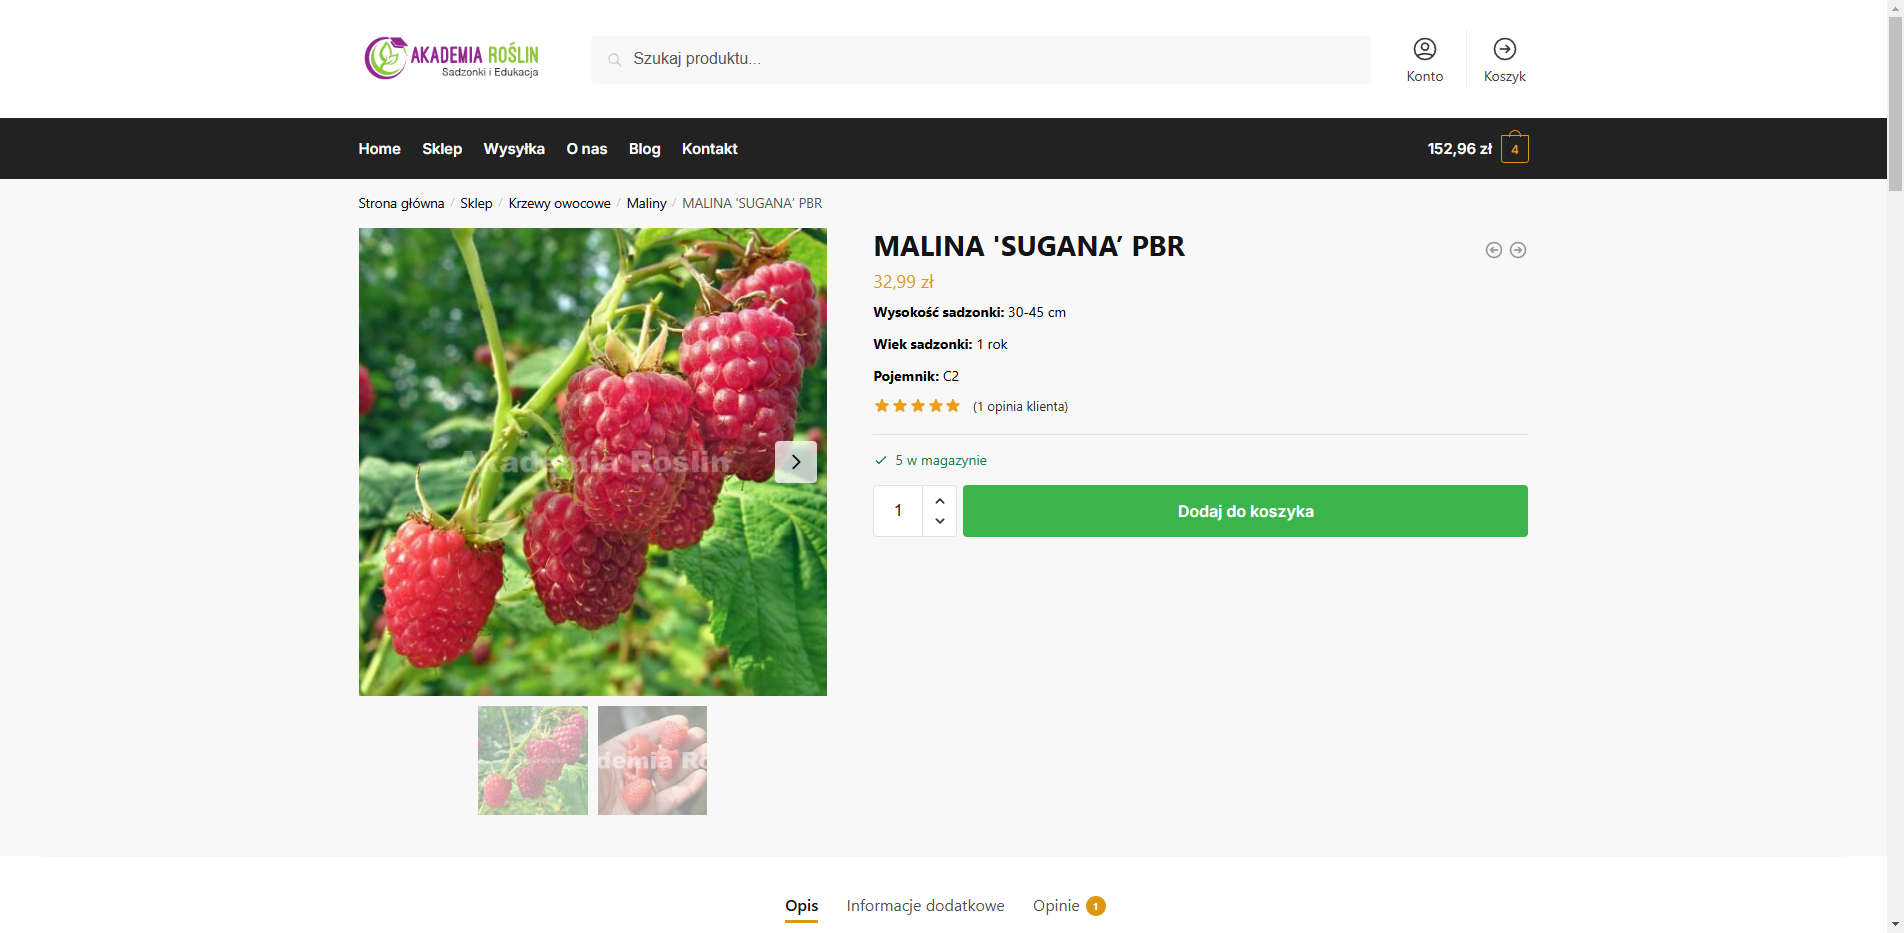 AKADEMIA ROŚLIN
Sadzonki i Edukacja
Szukaj produktu...
Konto
Koszyk
Home
Sklep
Wysyłka
O nas
Blog
Kontakt
152,96 zł
4
Strona główna / Sklep / Krzewy owocowe / Maliny / MALINA 'SUGANA’ PBR
Akademia Roślin
MALINA 'SUGANA’ PBR
32,99 zł
Wysokość sadzonki: 30-45 cm
Wiek sadzonki: 1 rok
Pojemnik: C2
(1 opinia klienta)
5 w magazynie
1
Dodaj do koszyka
demia Ro
Opis
Informacje dodatkowe
Opinie 1